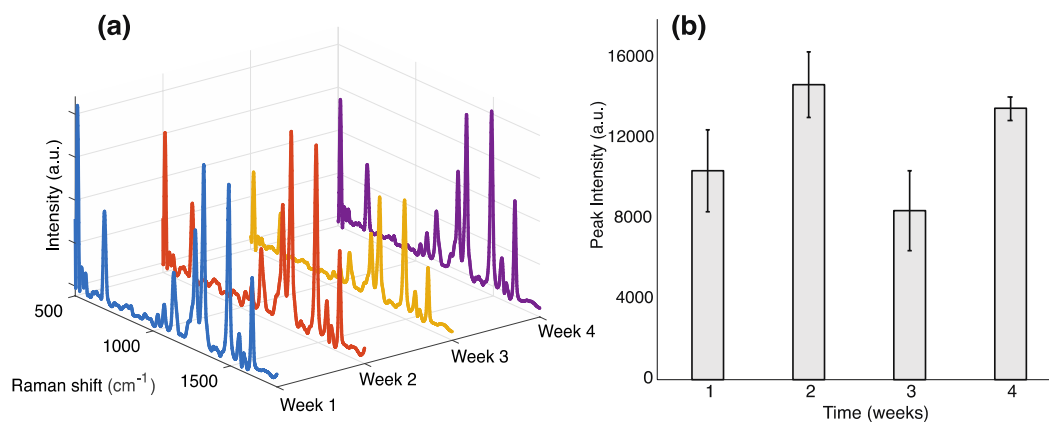 (a)
Intensity (a.u.)
500
1000
1500
Raman shift (cm-1)
Week 1
Week 2
Week 3
Week 4
(b)
Peak Intensity (a.u.)
16000
12000
8000
4000
0
1 2 3 4
Time (weeks)